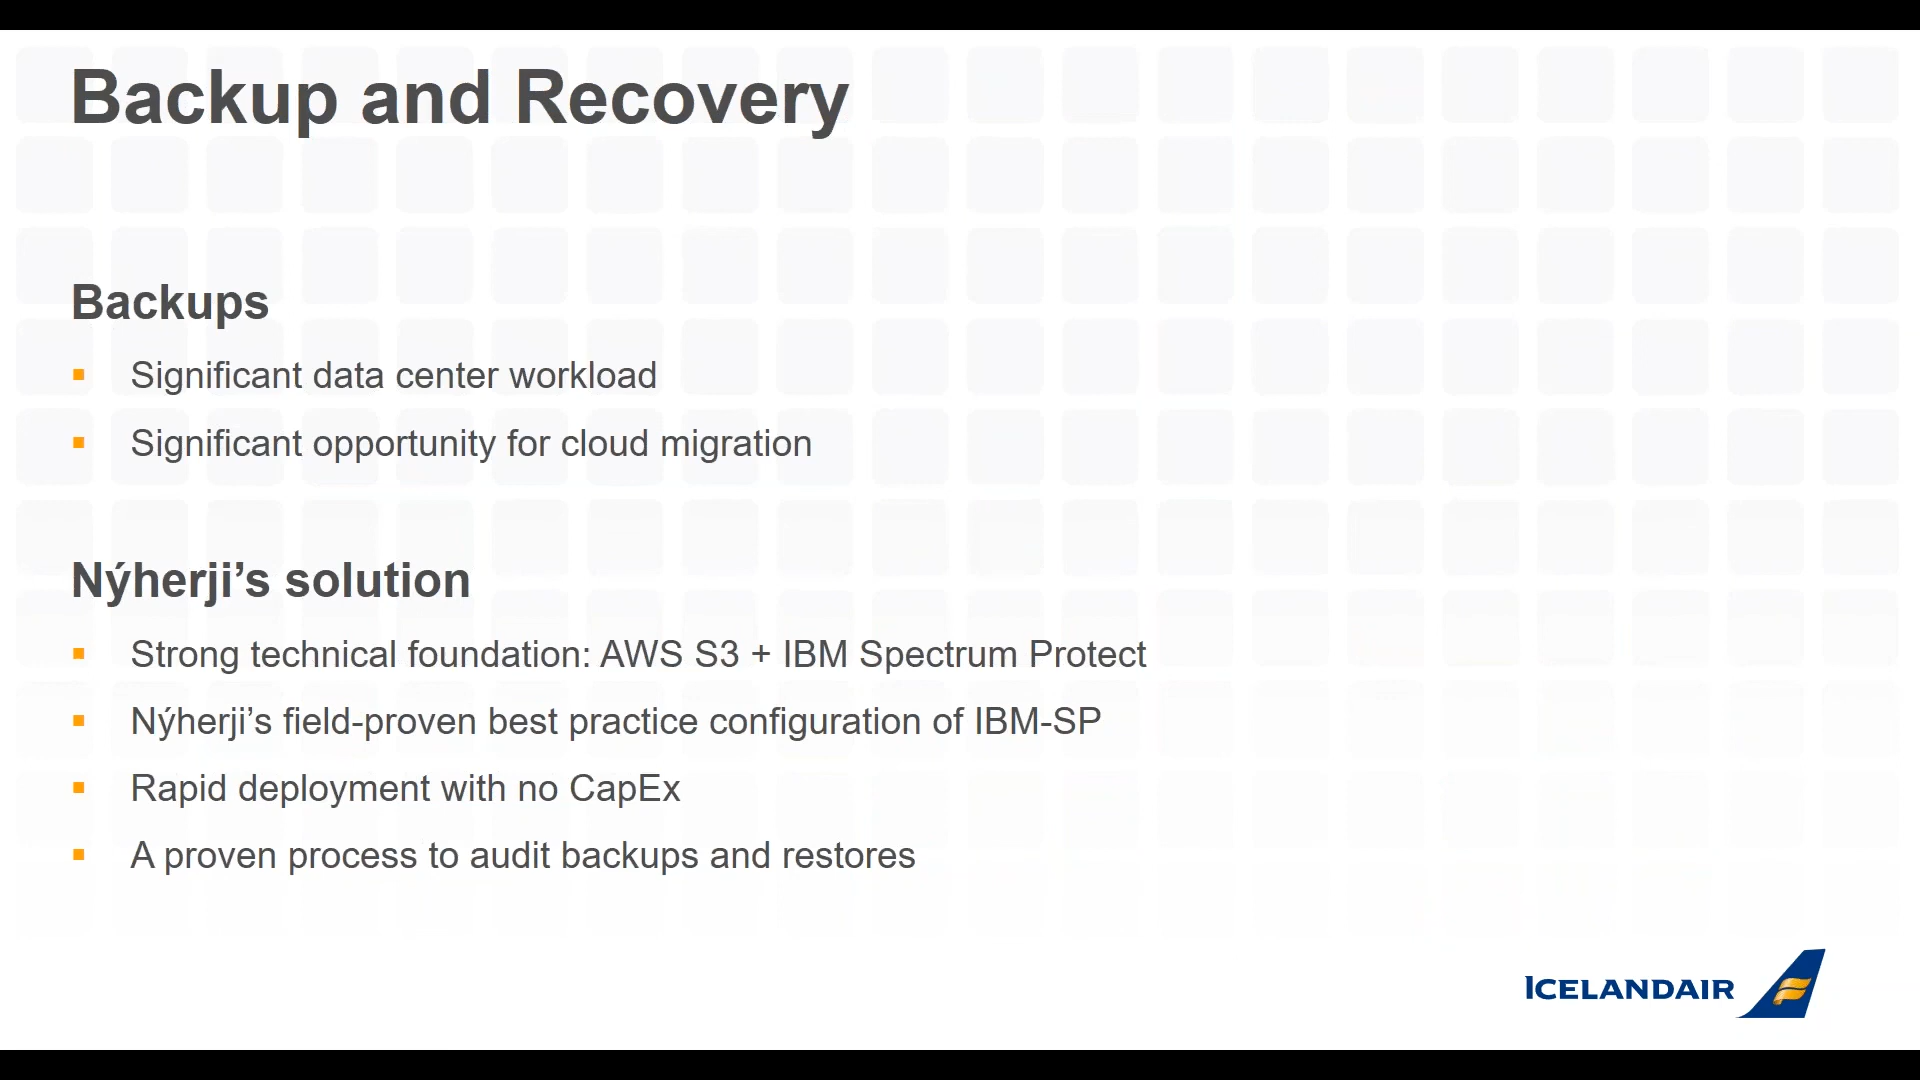 Backup and Recovery
Backups
Significant data center workload
Significant opportunity for cloud migration
Nýherji’s solution
Strong technical foundation: AWS S3 + IBM Spectrum Protect
Nýherji’s field-proven best practice configuration of IBM-SP
Rapid deployment with no CapEx
A proven process to audit backups and restores
ICELANDAIR